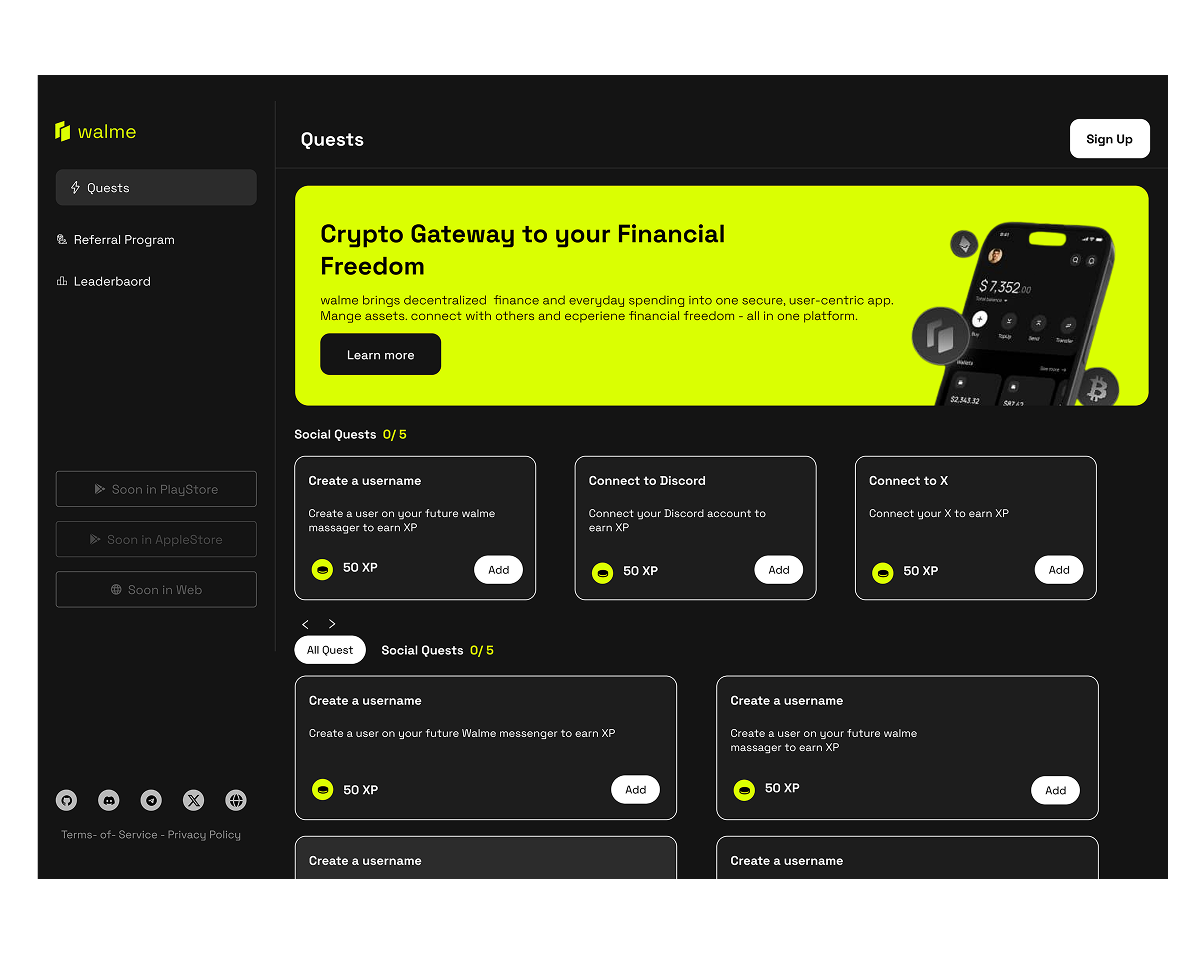 walme
Quests
Referral Program
Leaderbaord
Soon in PlayStore
Soon in AppleStore
Soon in Web
Terms- of- Service - Privacy Policy
Quests
Sign Up
Crypto Gateway to your Financial
Freedom
walme brings decentralized  finance and everyday spending into one secure, user-centric app.
Mange assets. connect with others and ecperiene financial freedom - all in one platform.
Learn more
9:41
$7,352.00
Total balance
Buy
TopUp
Send
Transfer
Wallets
See more
$2,343.32
$87.42
Social Quests 0/ 5
Create a username
Create a user on your future walme
massager to earn XP
50 XP
Add
Connect to Discord
Connect your Discord account to
earn XP
50 XP
Add
Connect to X
Connect your X to earn XP
50 XP
Add
< >
All Quest
Social Quests 0/ 5
Create a username
Create a user on your future Walme messenger to earn XP
50 XP
Add
Create a username
Create a user on your future walme
massager to earn XP
50 XP
Add
Create a username
Create a username